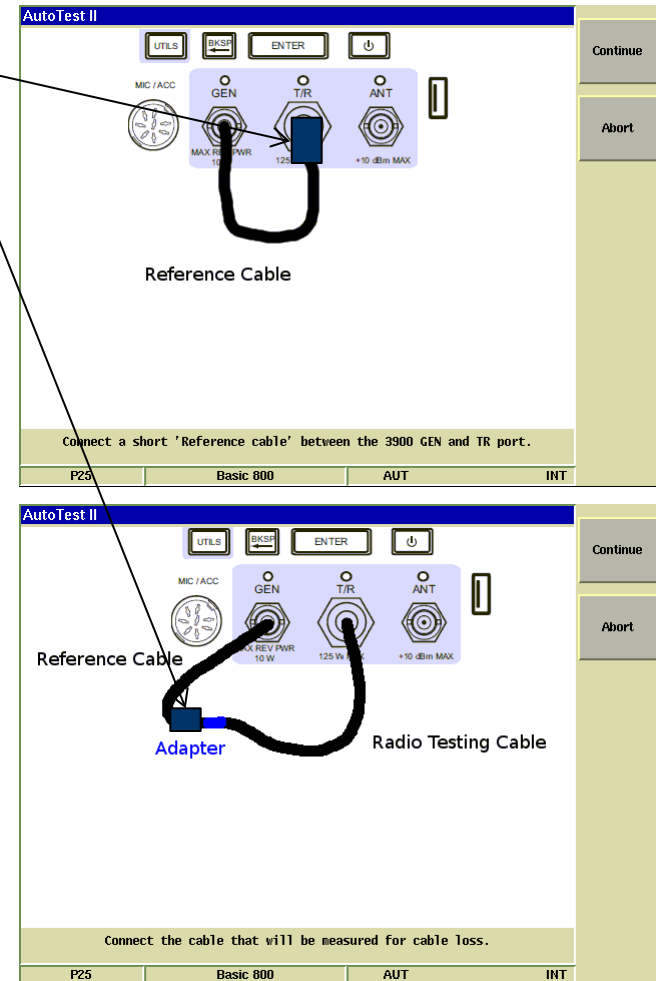 AutoTest II
UTILS
BKSP
ENTER
MIC / ACC
GEN
T/R
ANT
MAX RE PWR
10
125
+10 dBm MAX
Reference Cable
Connect a short 'Reference cable' between the 3900 GEN and TR port.
P25 Basic 800 AUT INT
Continue
Abort
AutoTest II
UTILS
BKSP
ENTER
MIC / ACC
GEN
T/R
ANT
AX REV PWR
10 W
125 W
+10 dBm MAX
Reference Cable
Adapter
Radio Testing Cable
Connect the cable that will be measured for cable loss.
P25 Basic 800 AUT INT
Continue
Abort